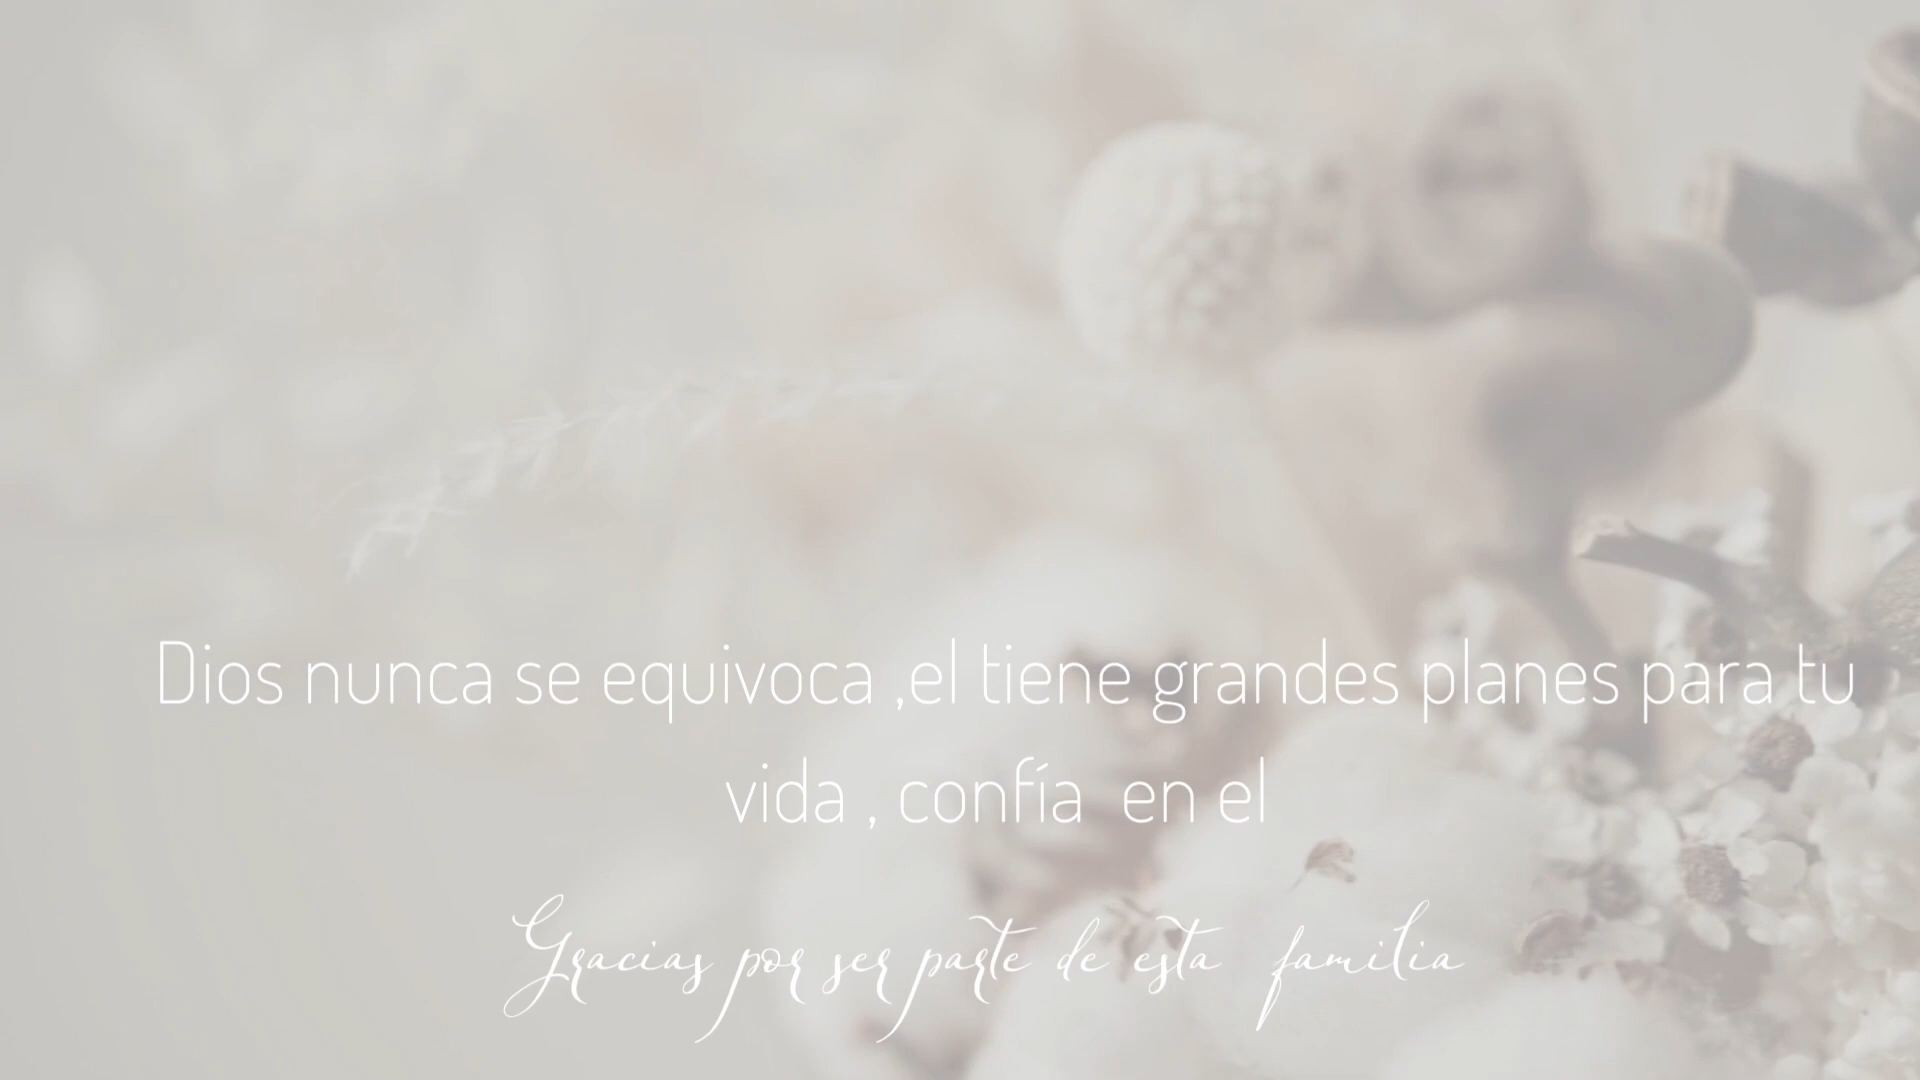 Dios nunca se equivoca ,el tiene grandes planes para tu
vida , confía  en el
Gracias por ser parte de esta  familia